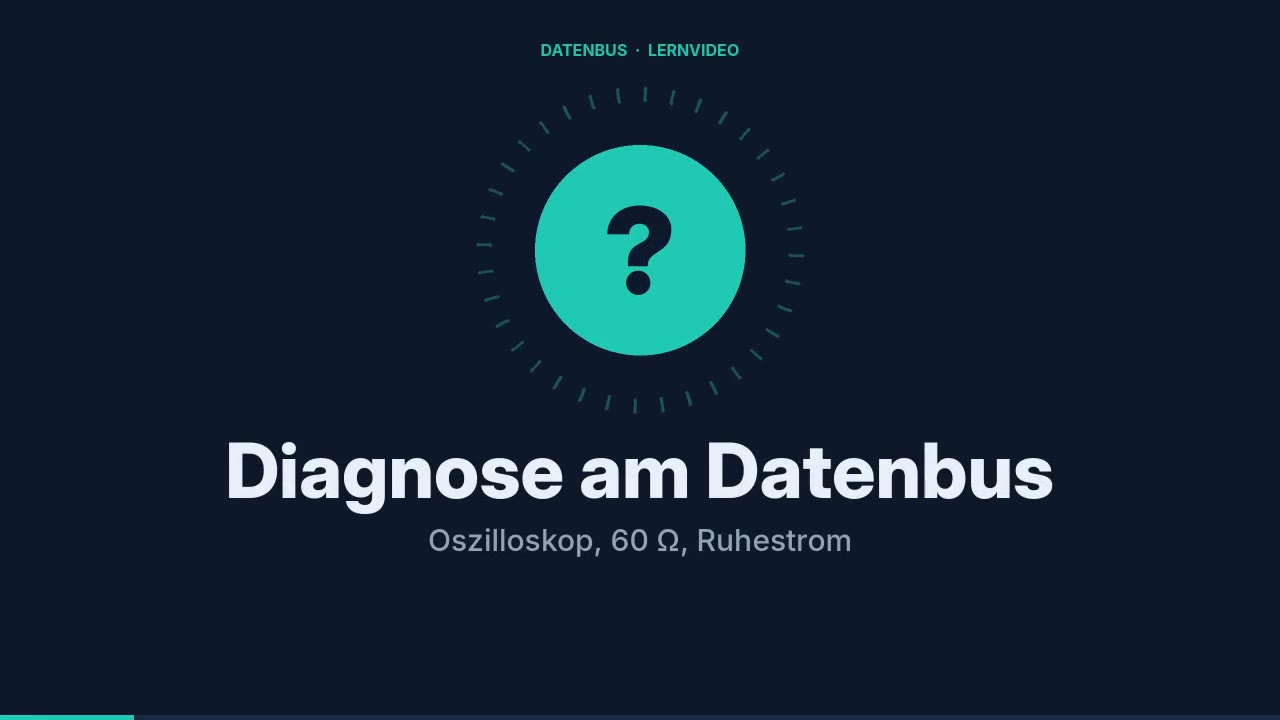 DATENBUS · LERNVIDEO
?
Diagnose am Datenbus
Oszilloskop, 60 Ω, Ruhestrom